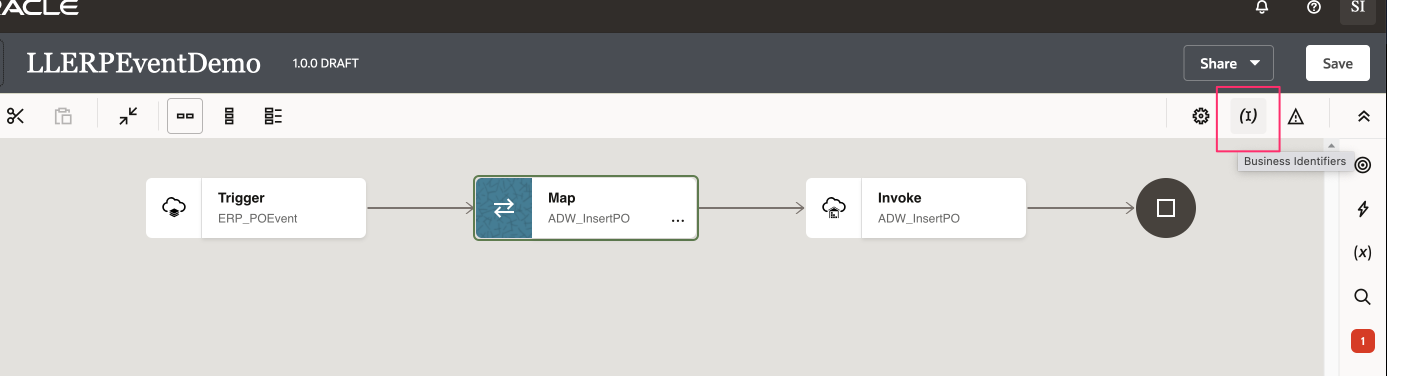 ACLE
SI
LLERPEventDemo
1.0.0 DRAFT
Share
Save
(I)
Business Identifiers
Trigger
ERP_POEvent
Map
ADW_InsertPO
...
Invoke
ADW_InsertPO
(x)
1